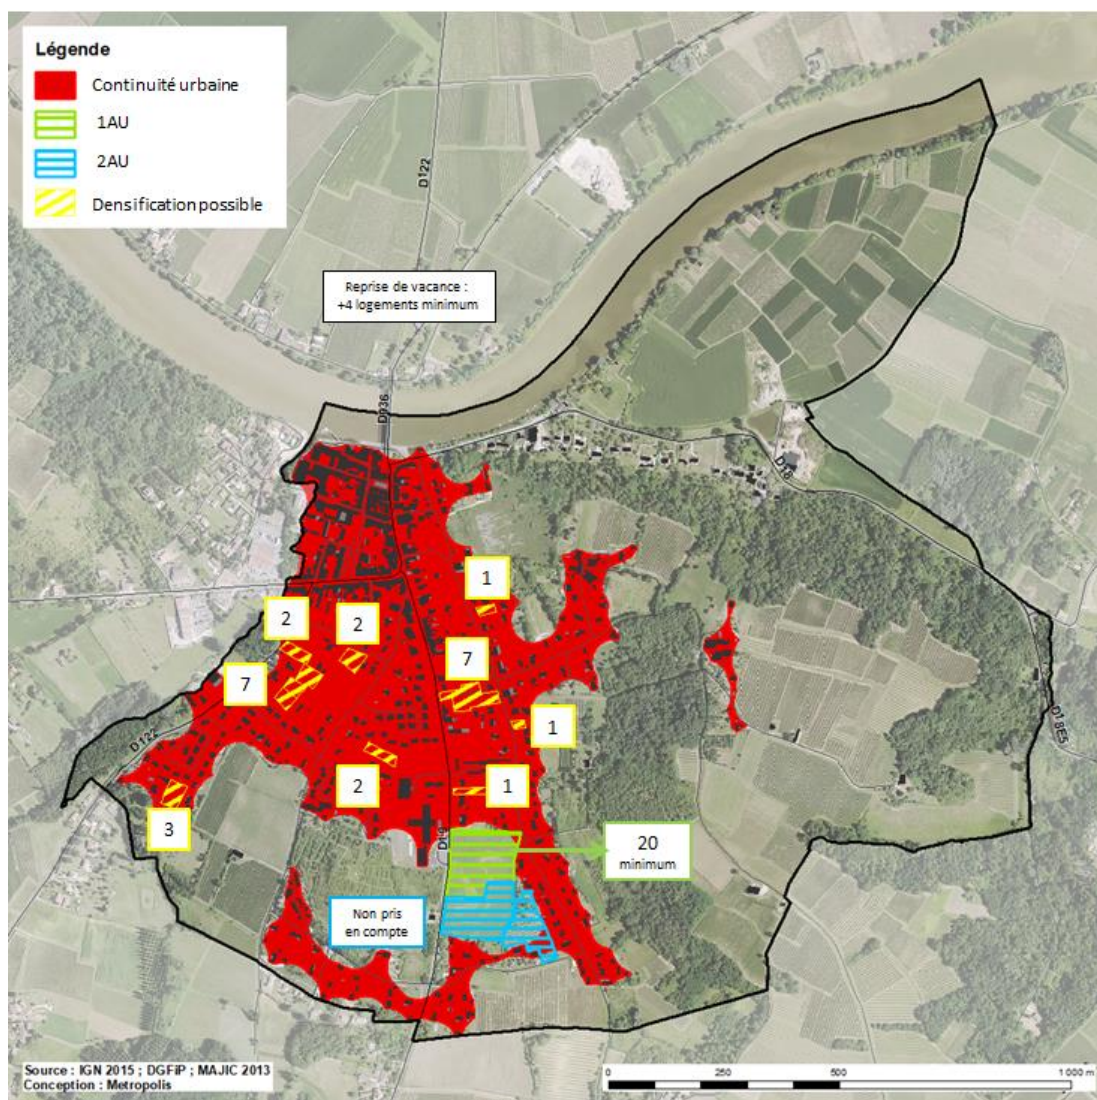 Légende
Continuité urbaine
1AU
2AU
Densification possible
D122
Reprise de vacance :
+4 logements minimum
D936
D18
1
2
2
7
7
1
D122
D18E5
2
1
3
20
minimum
D19
Non pris
en compte
Source : IGN 2015 ; DGFiP ; MAJIC 2013
Conception : Metropolis
0 250 500 1 000 m